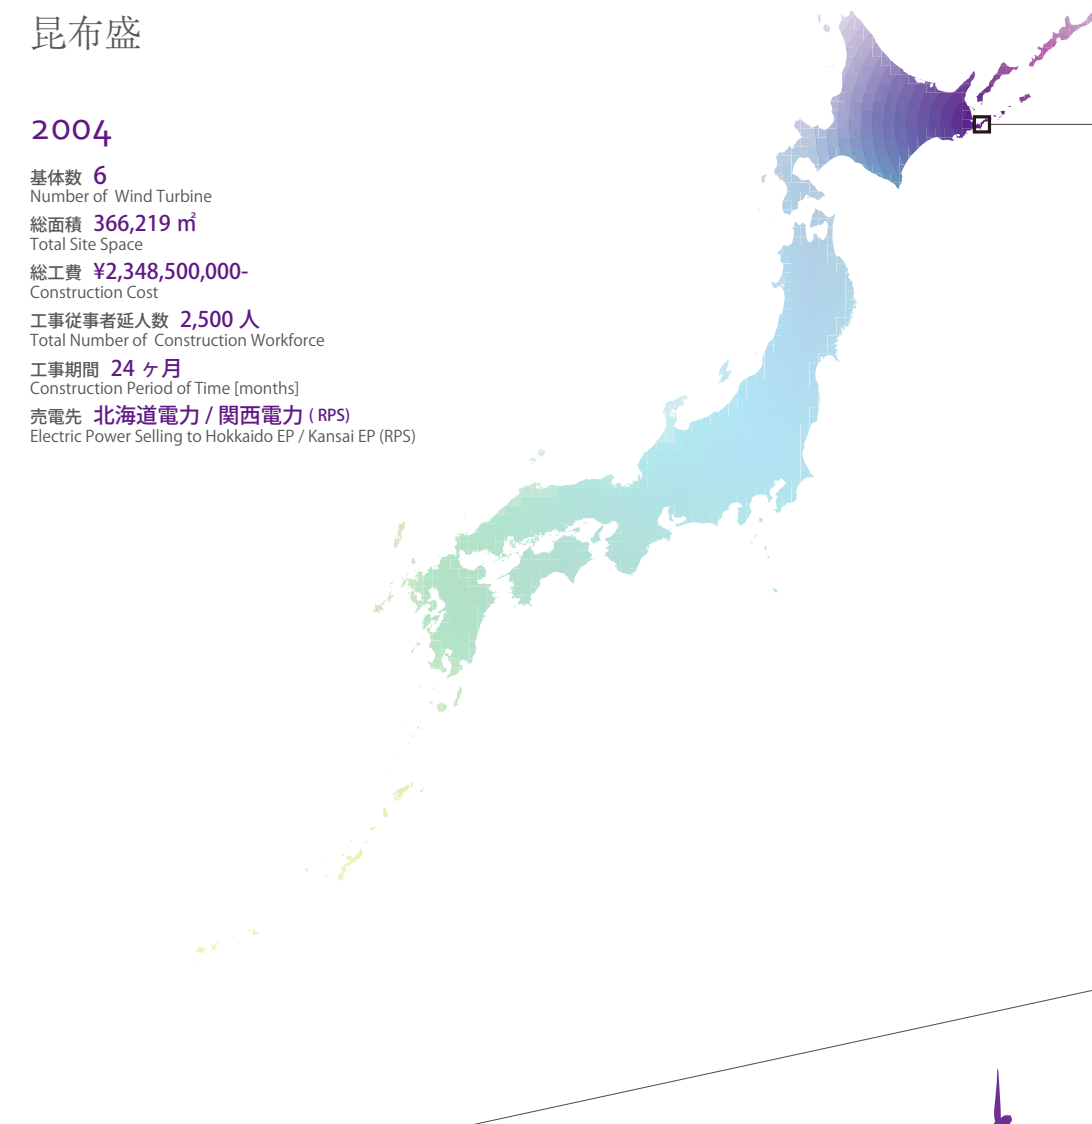 昆布盛
2004
基体数 6
Number of Wind Turbine
総面積 366,219 ㎡
Total Site Space
総工費 ¥2,348,500,000-
Construction Cost
工事従事者延人数 2,500 人
Total Number of Construction Workforce
工事期間 24 ヶ月
Construction Period of Time [months]
売電先 北海道電力 / 関西電力 ( RPS)
Electric Power Selling to Hokkaido EP / Kansai EP (RPS)